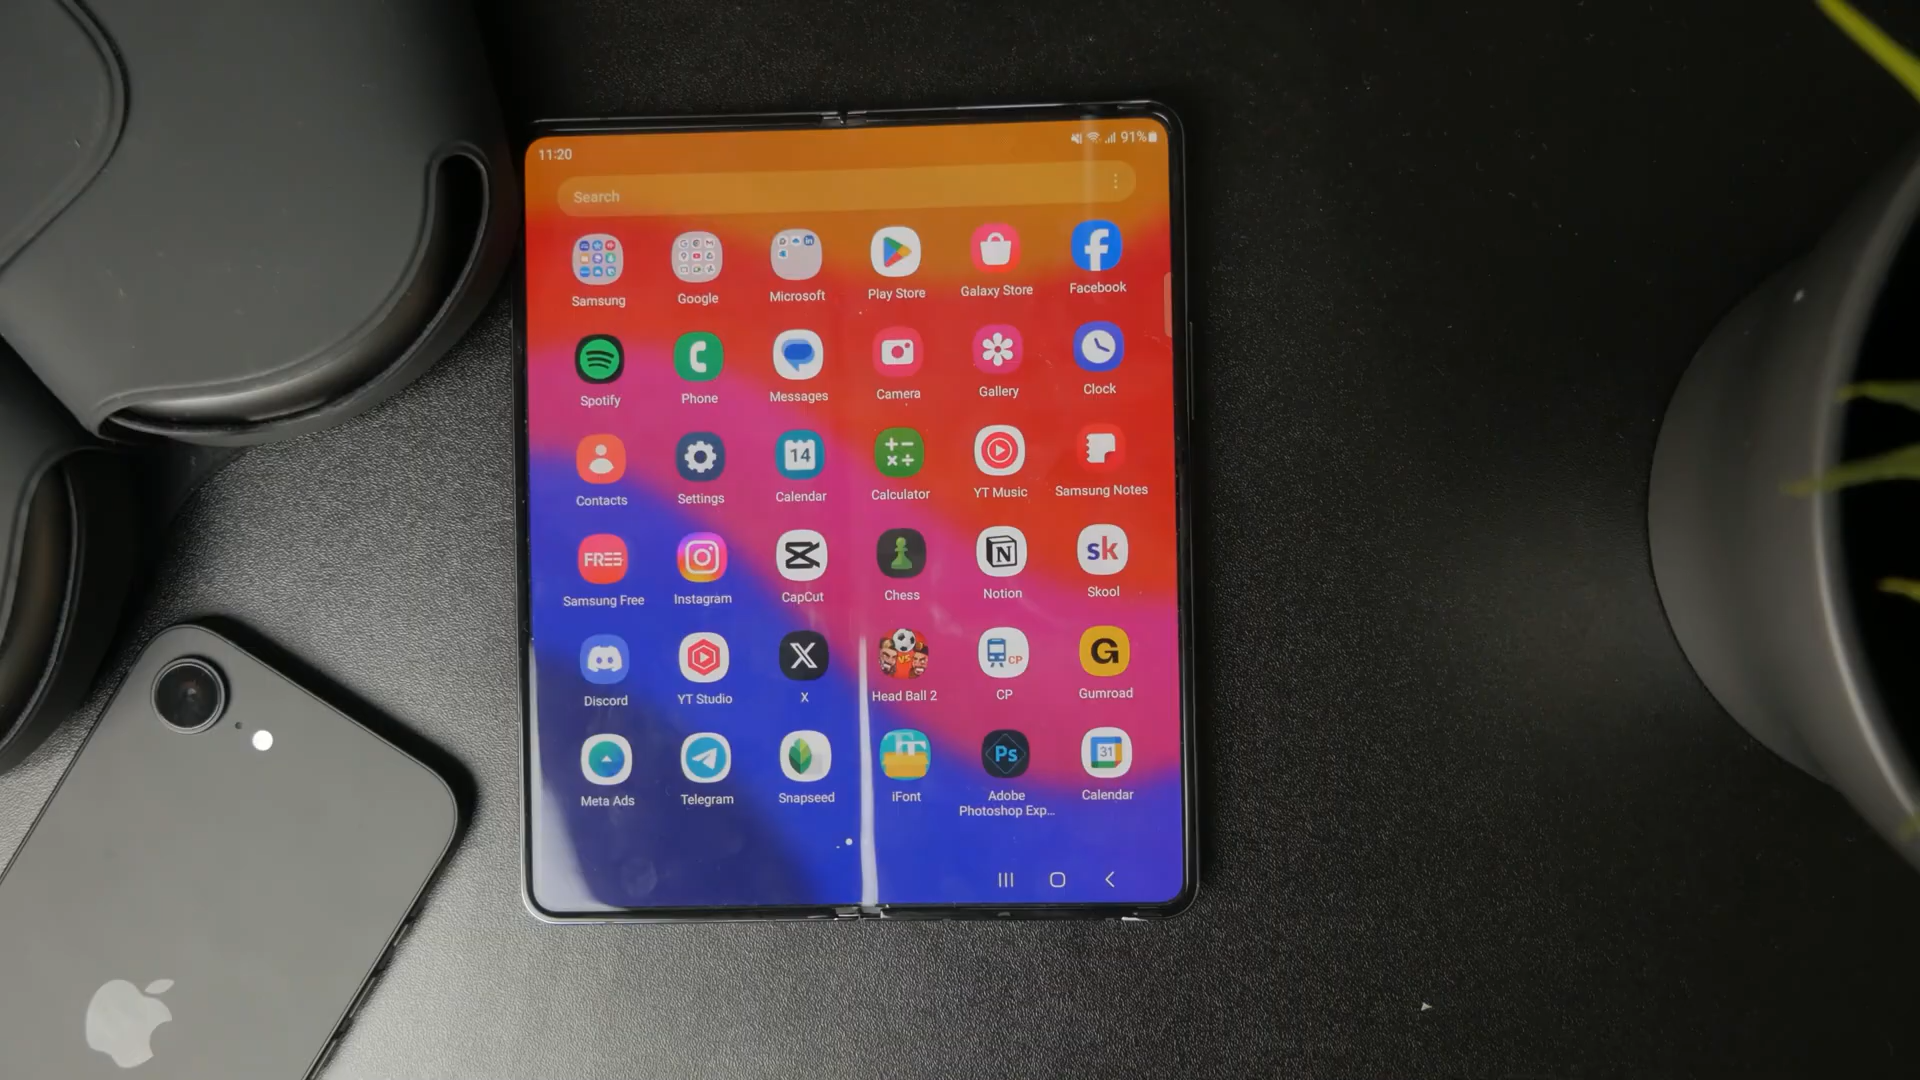 11:20
91%
Search
Samsung
Google
Microsoft
Play Store
Galaxy Store
Facebook
Spotify
Phone
Messages
Camera
Gallery
Clock
14
Contacts
Settings
Calendar
Calculator
YT Music
Samsung Notes
FREE
N
sk
Samsung Free
Instagram
CapCut
Chess
Notion
Skool
X
VS
CP
G
Discord
YT Studio
X
Head Ball 2
CP
Gumroad
Ps
31
Meta Ads
Telegram
Snapseed
iFont
Adobe
Photoshop Exp...
Calendar